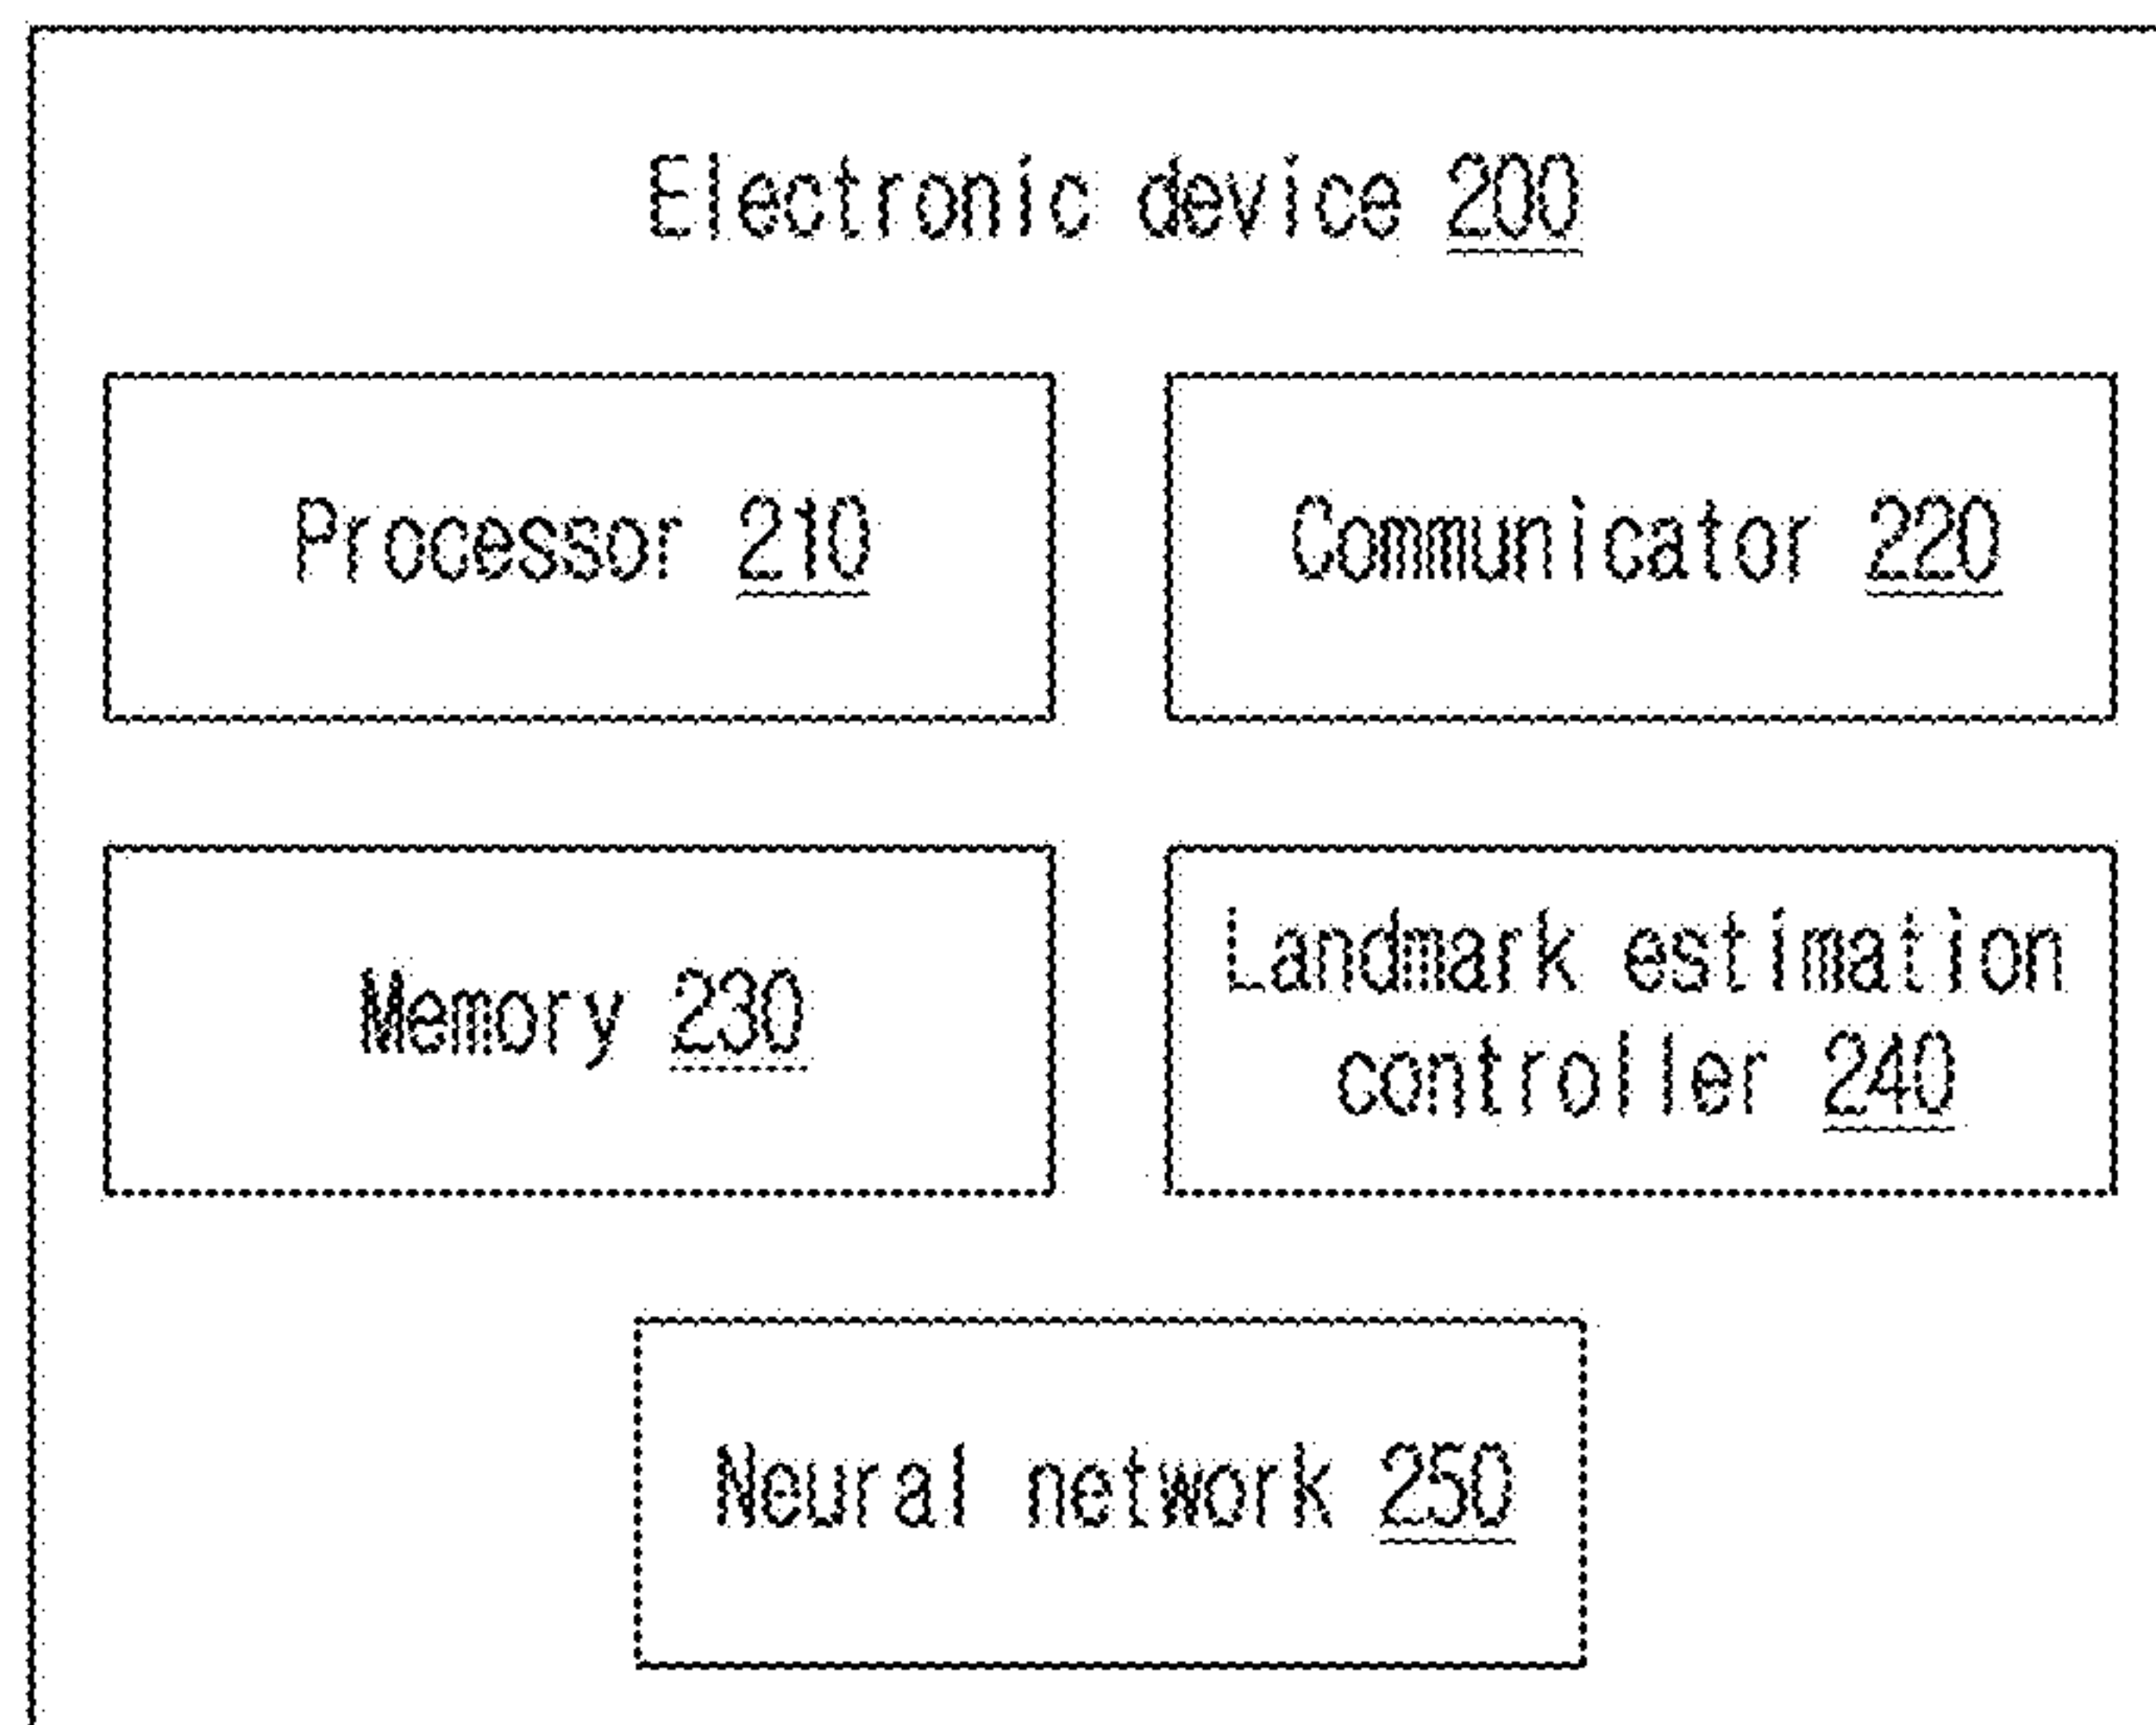 Electronic device 200
Processor 210
Communicator 220
Memory 230
Landmark estimation
controller 240
Neural network 250